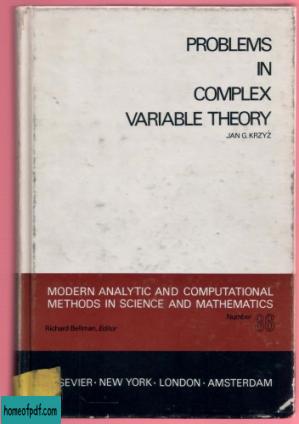 PROBLEMS
IN
COMPLEX
VARIABLE THEORY
JAN G. KRZYŻ
MODERN ANALYTIC AND COMPUTATIONAL
METHODS IN SCIENCE AND MATHEMATICS
Number
Richard Bellman, Editor
SEVIER · NEW YORK · LONDON · AMSTERDAM
homeofpdf.com